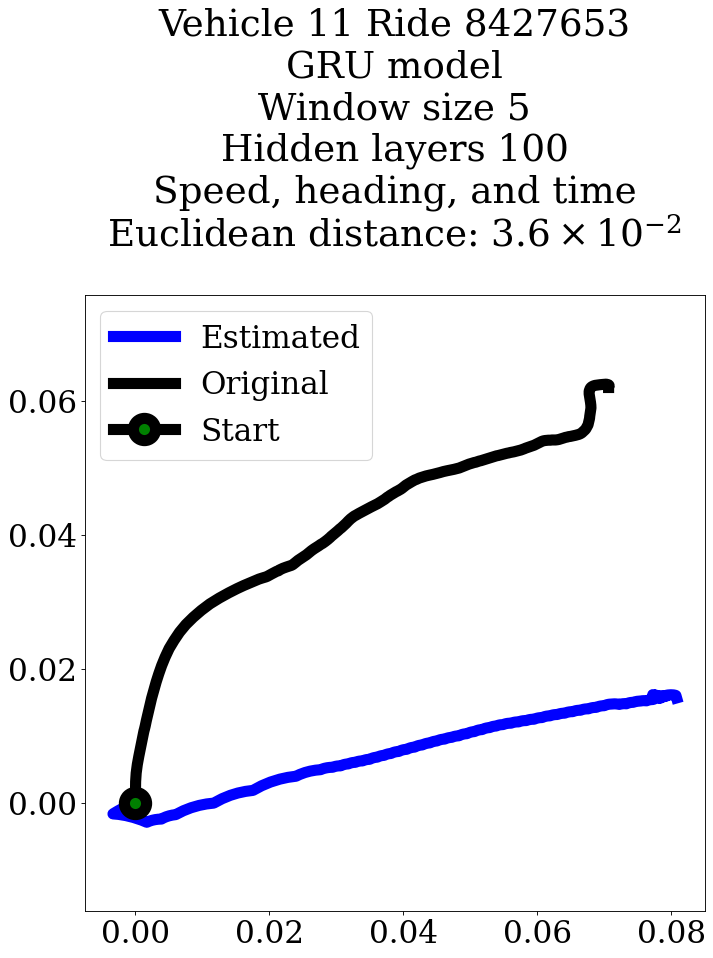 Vehicle 11 Ride 8427653
GRU model
Window size 5
Hidden layers 100
Speed, heading, and time
Euclidean distance: 3.6 × 10⁻²
Estimated
Original
Start
0.06
0.04
0.02
0.00
0.00 0.02 0.04 0.06 0.08